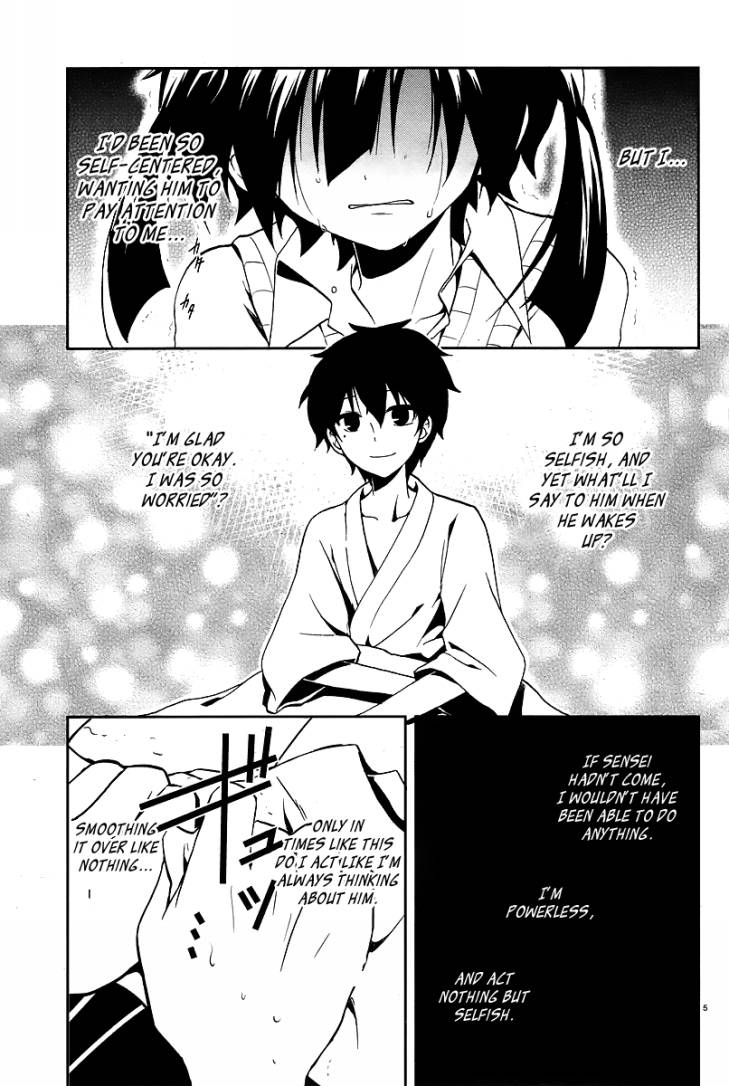 BUT I...
I'D BEEN SO
SELF-CENTERED,
WANTING HIM TO
PAY ATTENTION
TO ME...
I'M SO
SELFISH, AND
YET WHAT'LL I
SAY TO HIM WHEN
HE WAKES
UP?
"I'M GLAD
YOU'RE OKAY.
I WAS SO
WORRIED"?
IF SENSEI
HADN'T COME,
I WOULDN'T HAVE
BEEN ABLE TO DO
ANYTHING.
I'M
POWERLESS,
AND ACT
NOTHING BUT
SELFISH.
ONLY IN
TIMES LIKE THIS
DO I ACT LIKE I'M
ALWAYS THINKING
ABOUT HIM.
SMOOTHING
IT OVER LIKE
NOTHING...
5